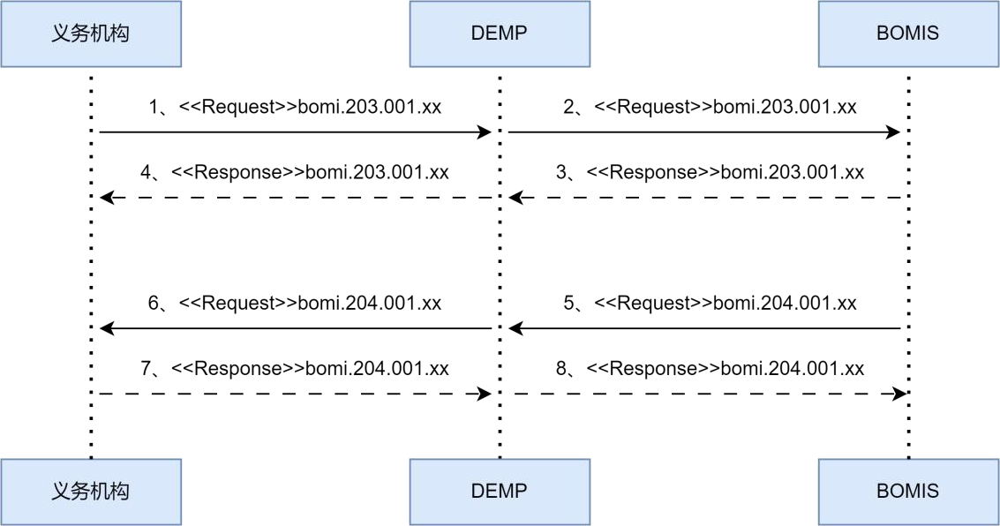 义务机构
DEMP
BOMIS
1、<<Request>>bomi.203.001.xx
2、<<Request>>bomi.203.001.xx
4、<<Response>>bomi.203.001.xx
3、<<Response>>bomi.203.001.xx
6、<<Request>>bomi.204.001.xx
5、<<Request>>bomi.204.001.xx
7、<<Response>>bomi.204.001.xx
8、<<Response>>bomi.204.001.xx
义务机构
DEMP
BOMIS